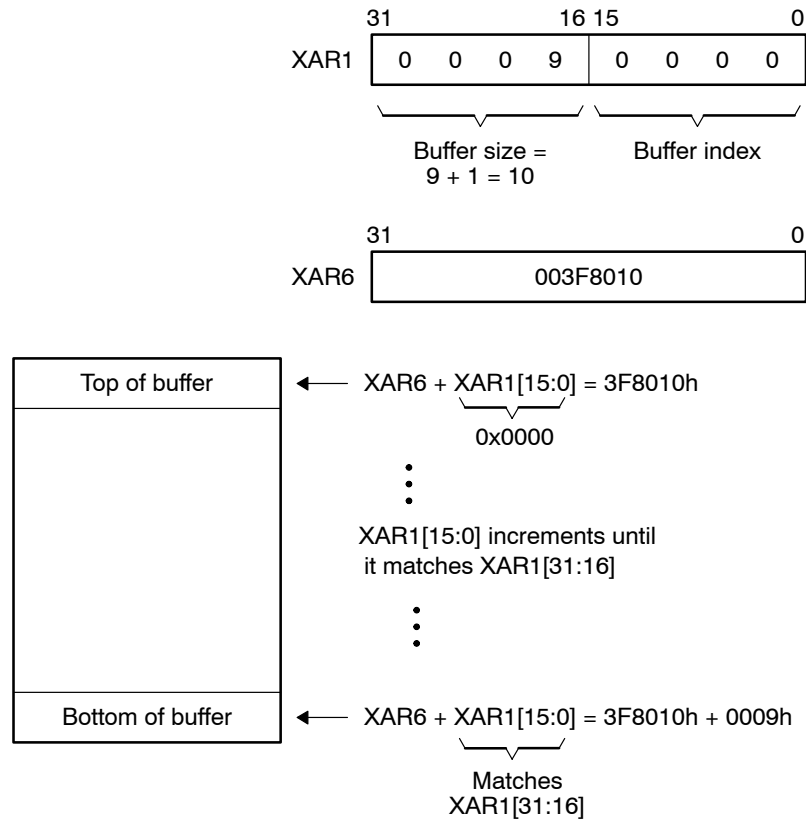 31 16 15 0
XAR1 0 0 0 9 0 0 0 0
Buffer size =
9 + 1 = 10
Buffer index
31 0
XAR6 003F8010
Top of buffer XAR6 + XAR1[15:0] = 3F8010h
0x0000
XAR1[15:0] increments until
it matches XAR1[31:16]
Bottom of buffer XAR6 + XAR1[15:0] = 3F8010h + 0009h
Matches
XAR1[31:16]